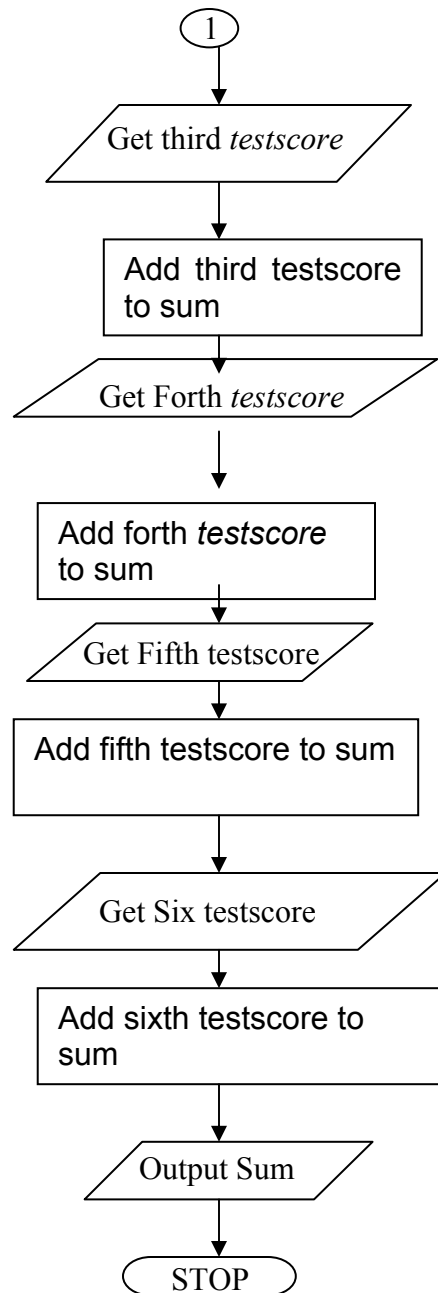 1
Get third testscore
Add third testscore
to sum
Get Forth testscore
Add forth testscore
to sum
Get Fifth testscore
Add fifth testscore to sum
Get Six testscore
Add sixth testscore to
sum
Output Sum
STOP